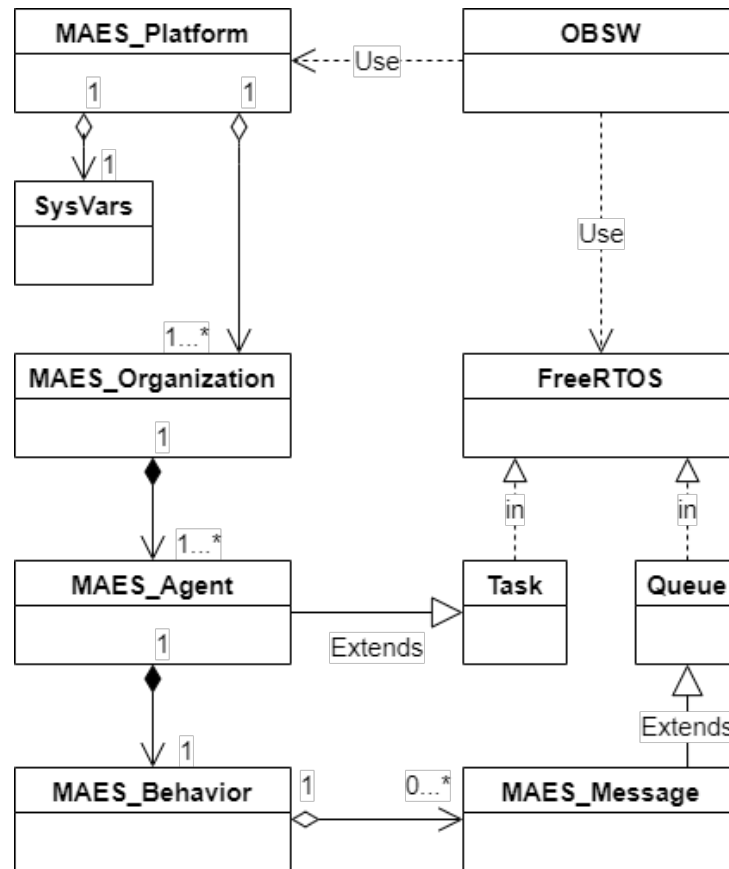 MAES_Platform
OBSW
Use
1
1
1
SysVars
Use
1...*
MAES_Organization
FreeRTOS
1
in
in
1...*
MAES_Agent
Task
Queue
1
Extends
Extends
1
MAES_Behavior
1
0...*
MAES_Message